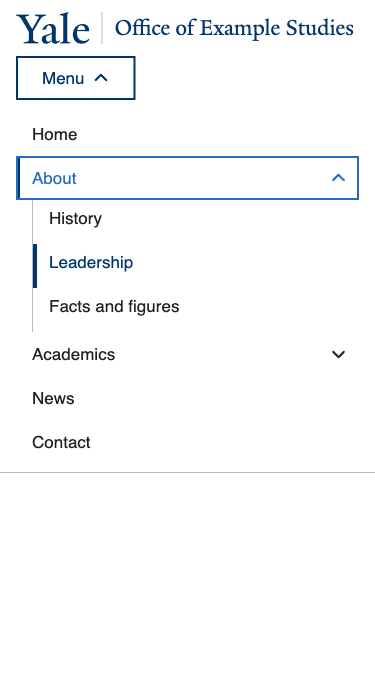 Yale Office of Example Studies
Menu
Home
About
History
Leadership
Facts and figures
Academics
News
Contact